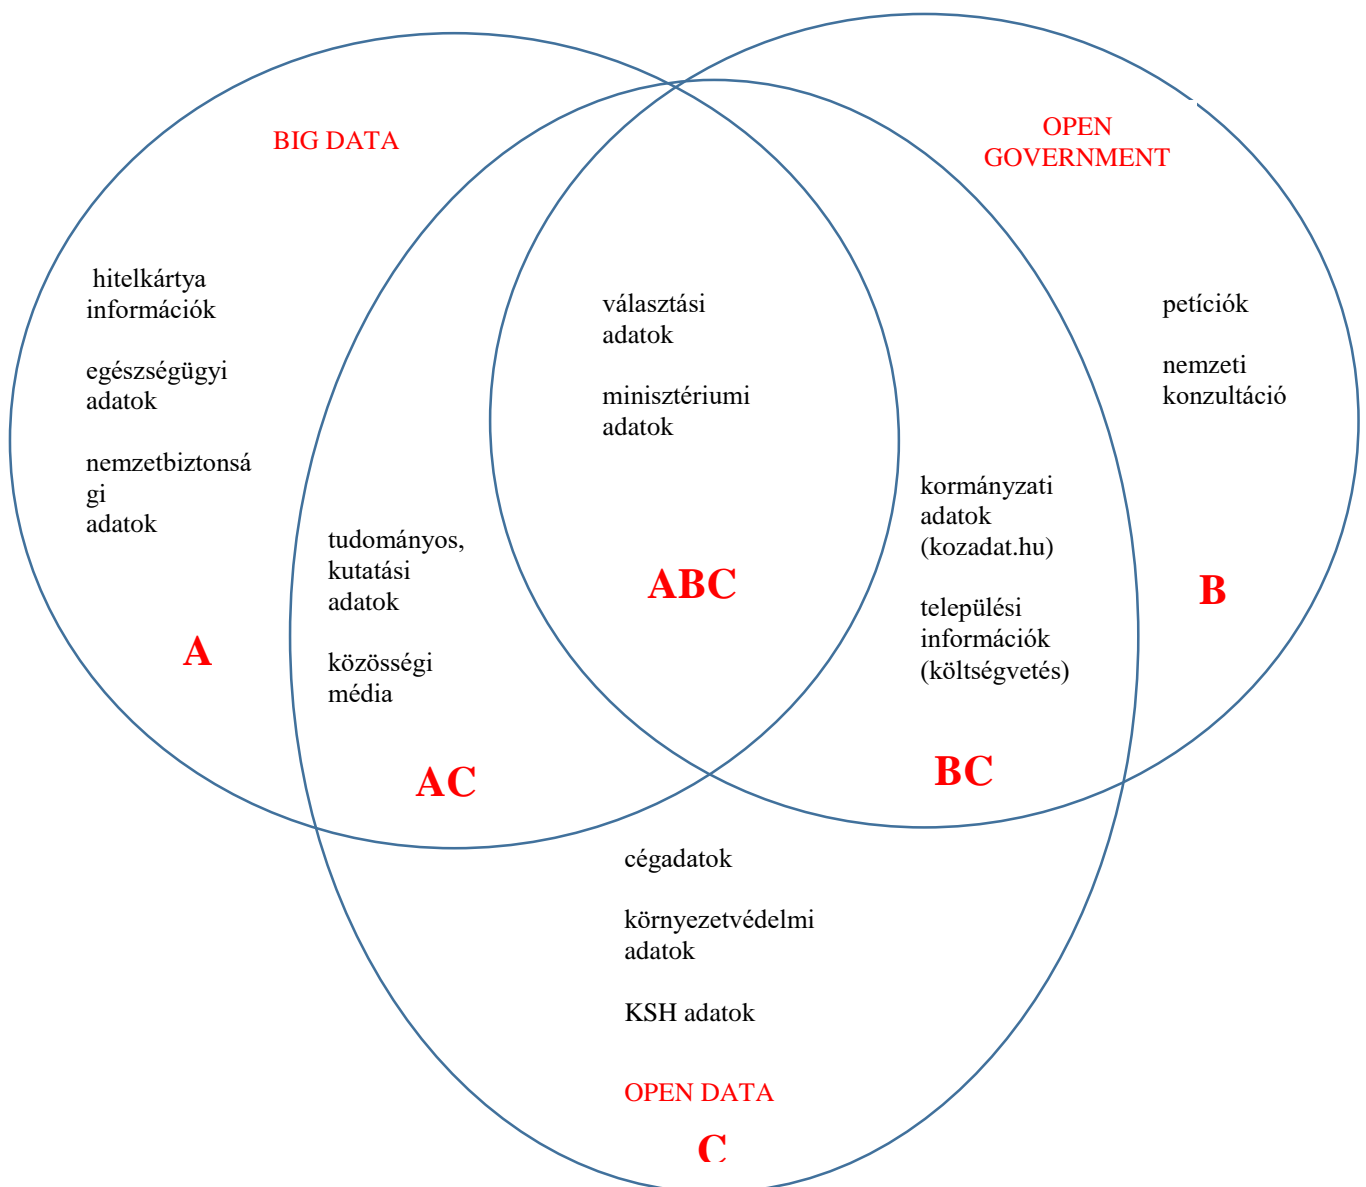 BIG DATA
OPEN
GOVERNMENT
hitelkártya
információk
egészségügyi
adatok
nemzetbiztonsá
gi
adatok
A
tudományos,
kutatási
adatok
közösségi
média
AC
választási
adatok
minisztériumi
adatok
ABC
kormányzati
adatok
(kozadat.hu)
települési
információk
(költségvetés)
BC
petíciók
nemzeti
konzultáció
B
cégadatok
környezetvédelmi
adatok
KSH adatok
OPEN DATA
C